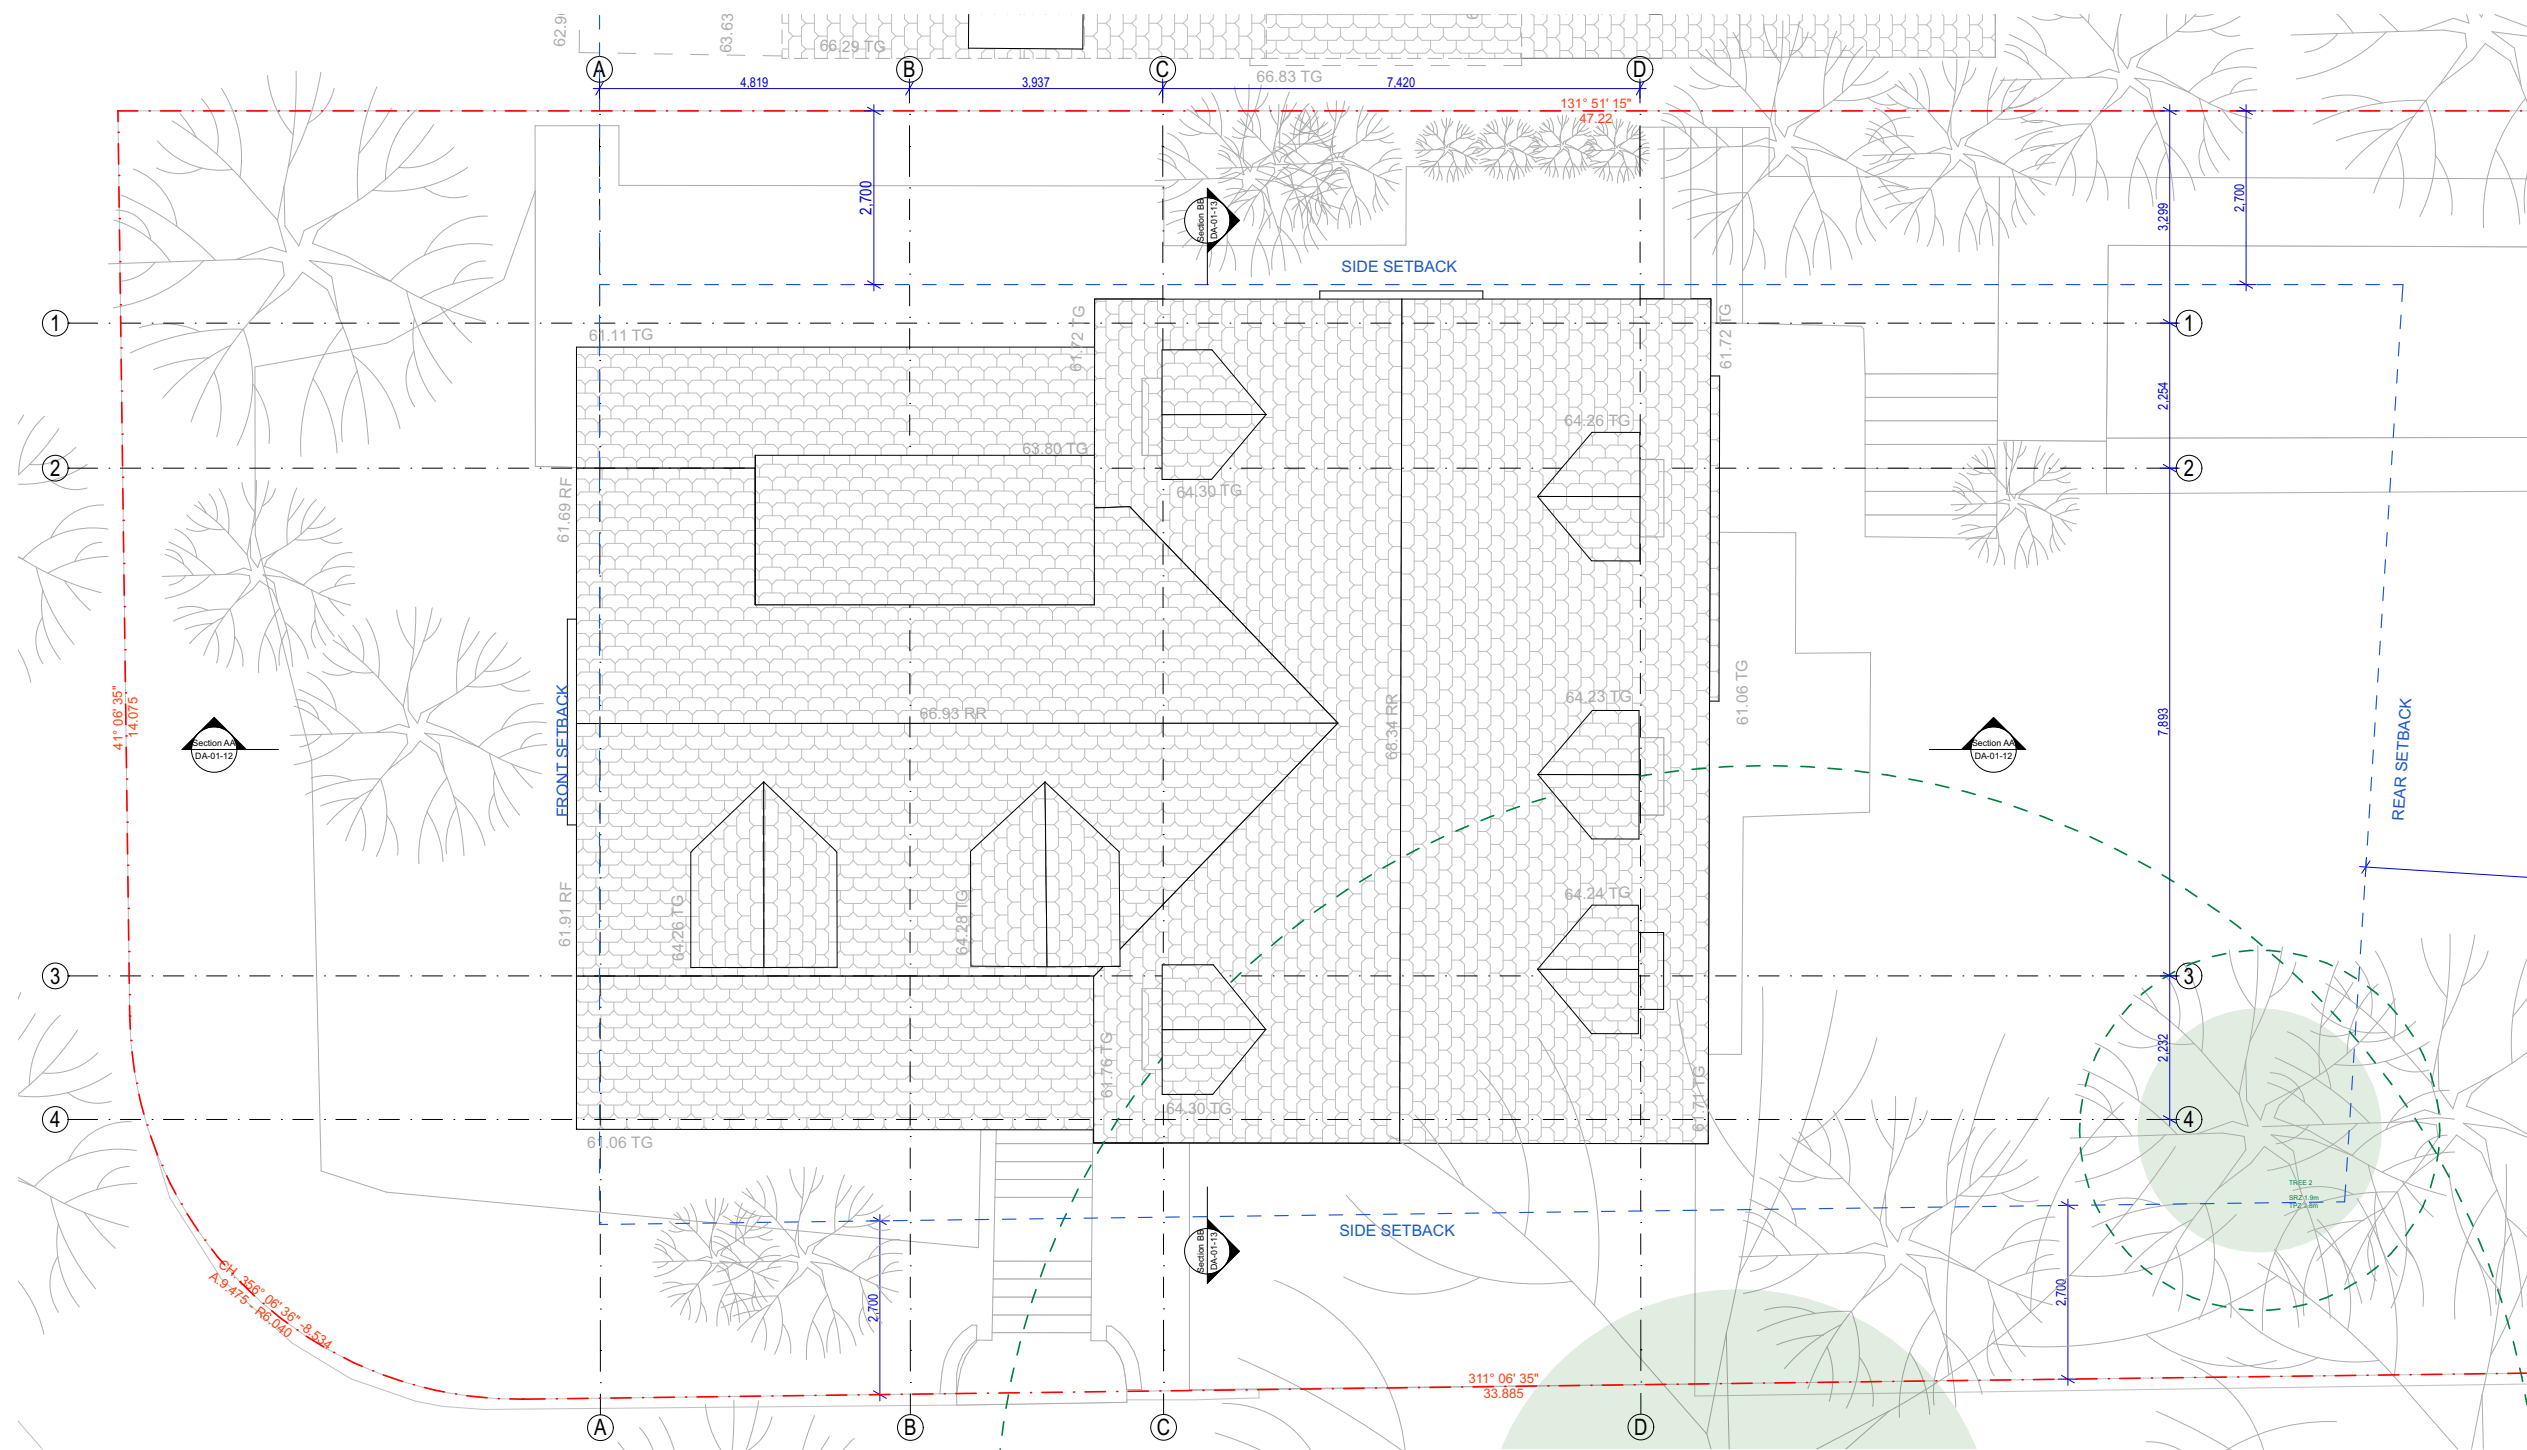 62.9
63.63
66.29 TG
A
B
C
D
66.83 TG
4,819
3,937
7,420
131° 51' 15"
47.22
2,700
3,299
2,700
Section BB
DA-01-13
SIDE SETBACK
1
1
61.11 TG
61.72 TG
61.72 TG
2,254
64.26 TG
63.80 TG
2
2
64.30 TG
61.69 RF
41° 06' 35"
14.075
FRONT SETBACK
66.93 RR
68.34 RR
64.23 TG
61.06 TG
7,893
REAR SETBACK
Section AA
DA-01-12
Section AA
DA-01-12
61.91 RF
64.26 TG
64.28 TG
64.24 TG
3
3
2,232
61.76 TG
64.30 TG
61.71 TG
4
4
61.06 TG
TREE 2
SRZ 1.9m
SIDE SETBACK
Section BB
DA-01-13
2,700
2,700
CH. 356° 06' 36"-8.534
A.9.475 - R6.040
311° 06' 35"
33.885
A
B
C
D